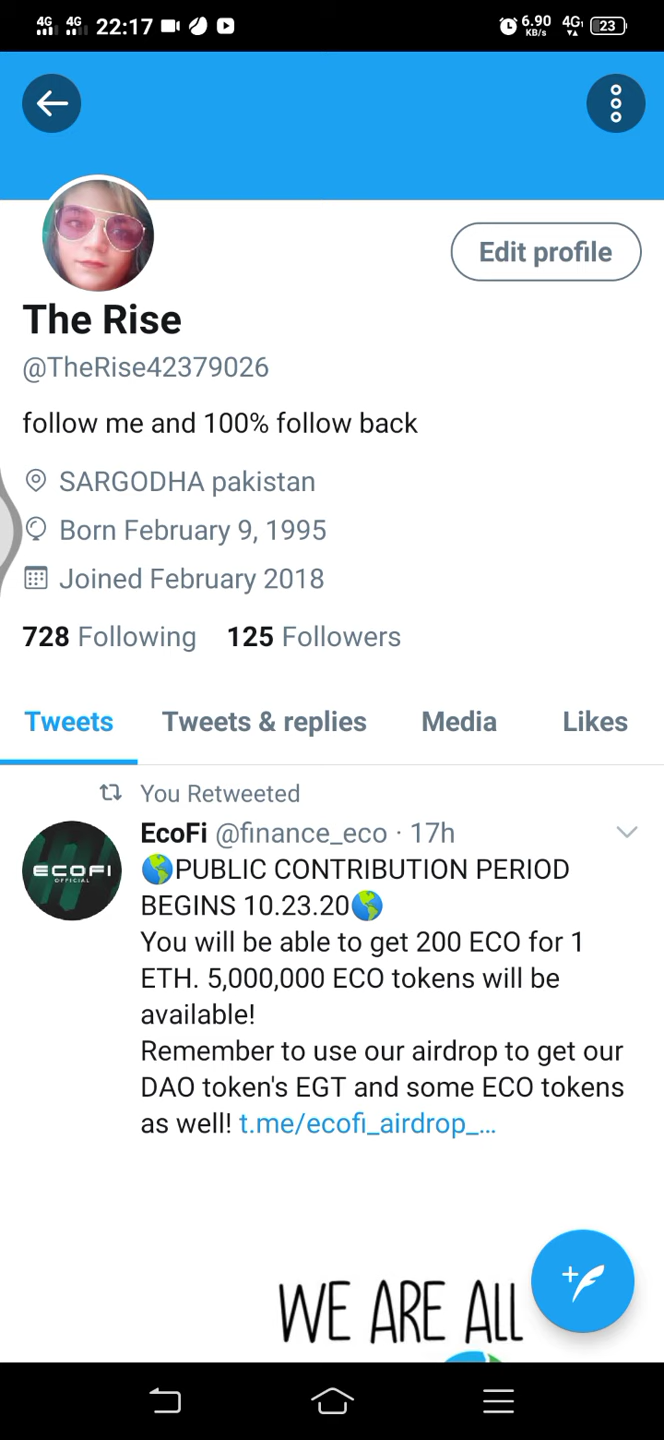 4G 4G 22:17 6.90 KB/s 4G 23
Edit profile
The Rise
@TheRise42379026
follow me and 100% follow back
SARGODHA pakistan
Born February 9, 1995
Joined February 2018
728 Following 125 Followers
Tweets Tweets & replies Media Likes
You Retweeted
EcoFi @finance_eco · 17h
ECOFI
OFFICIAL
🌎PUBLIC CONTRIBUTION PERIOD
BEGINS 10.23.20🌎
You will be able to get 200 ECO for 1
ETH. 5,000,000 ECO tokens will be
available!
Remember to use our airdrop to get our
DAO token's EGT and some ECO tokens
as well! t.me/ecofi_airdrop_…
WE ARE ALL